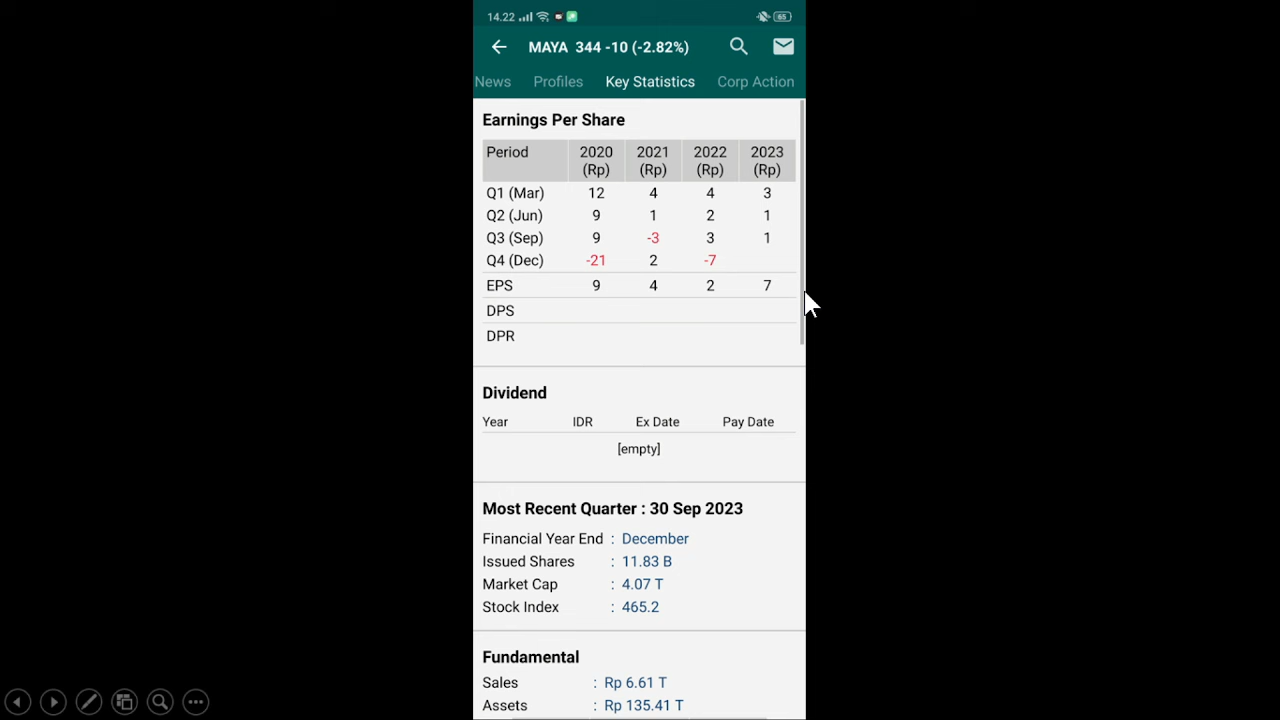 14.22 65
MAYA 344 -10 (-2.82%)
News Profiles Key Statistics Corp Action
Earnings Per Share
Period 2020 (Rp) 2021 (Rp) 2022 (Rp) 2023 (Rp)
Q1 (Mar) 12 4 4 3
Q2 (Jun) 9 1 2 1
Q3 (Sep) 9 -3 3 1
Q4 (Dec) -21 2 -7
EPS 9 4 2 7
DPS
DPR
Dividend
Year IDR Ex Date Pay Date
[empty]
Most Recent Quarter : 30 Sep 2023
Financial Year End : December
Issued Shares : 11.83 B
Market Cap : 4.07 T
Stock Index : 465.2
Fundamental
Sales : Rp 6.61 T
Assets : Rp 135.41 T